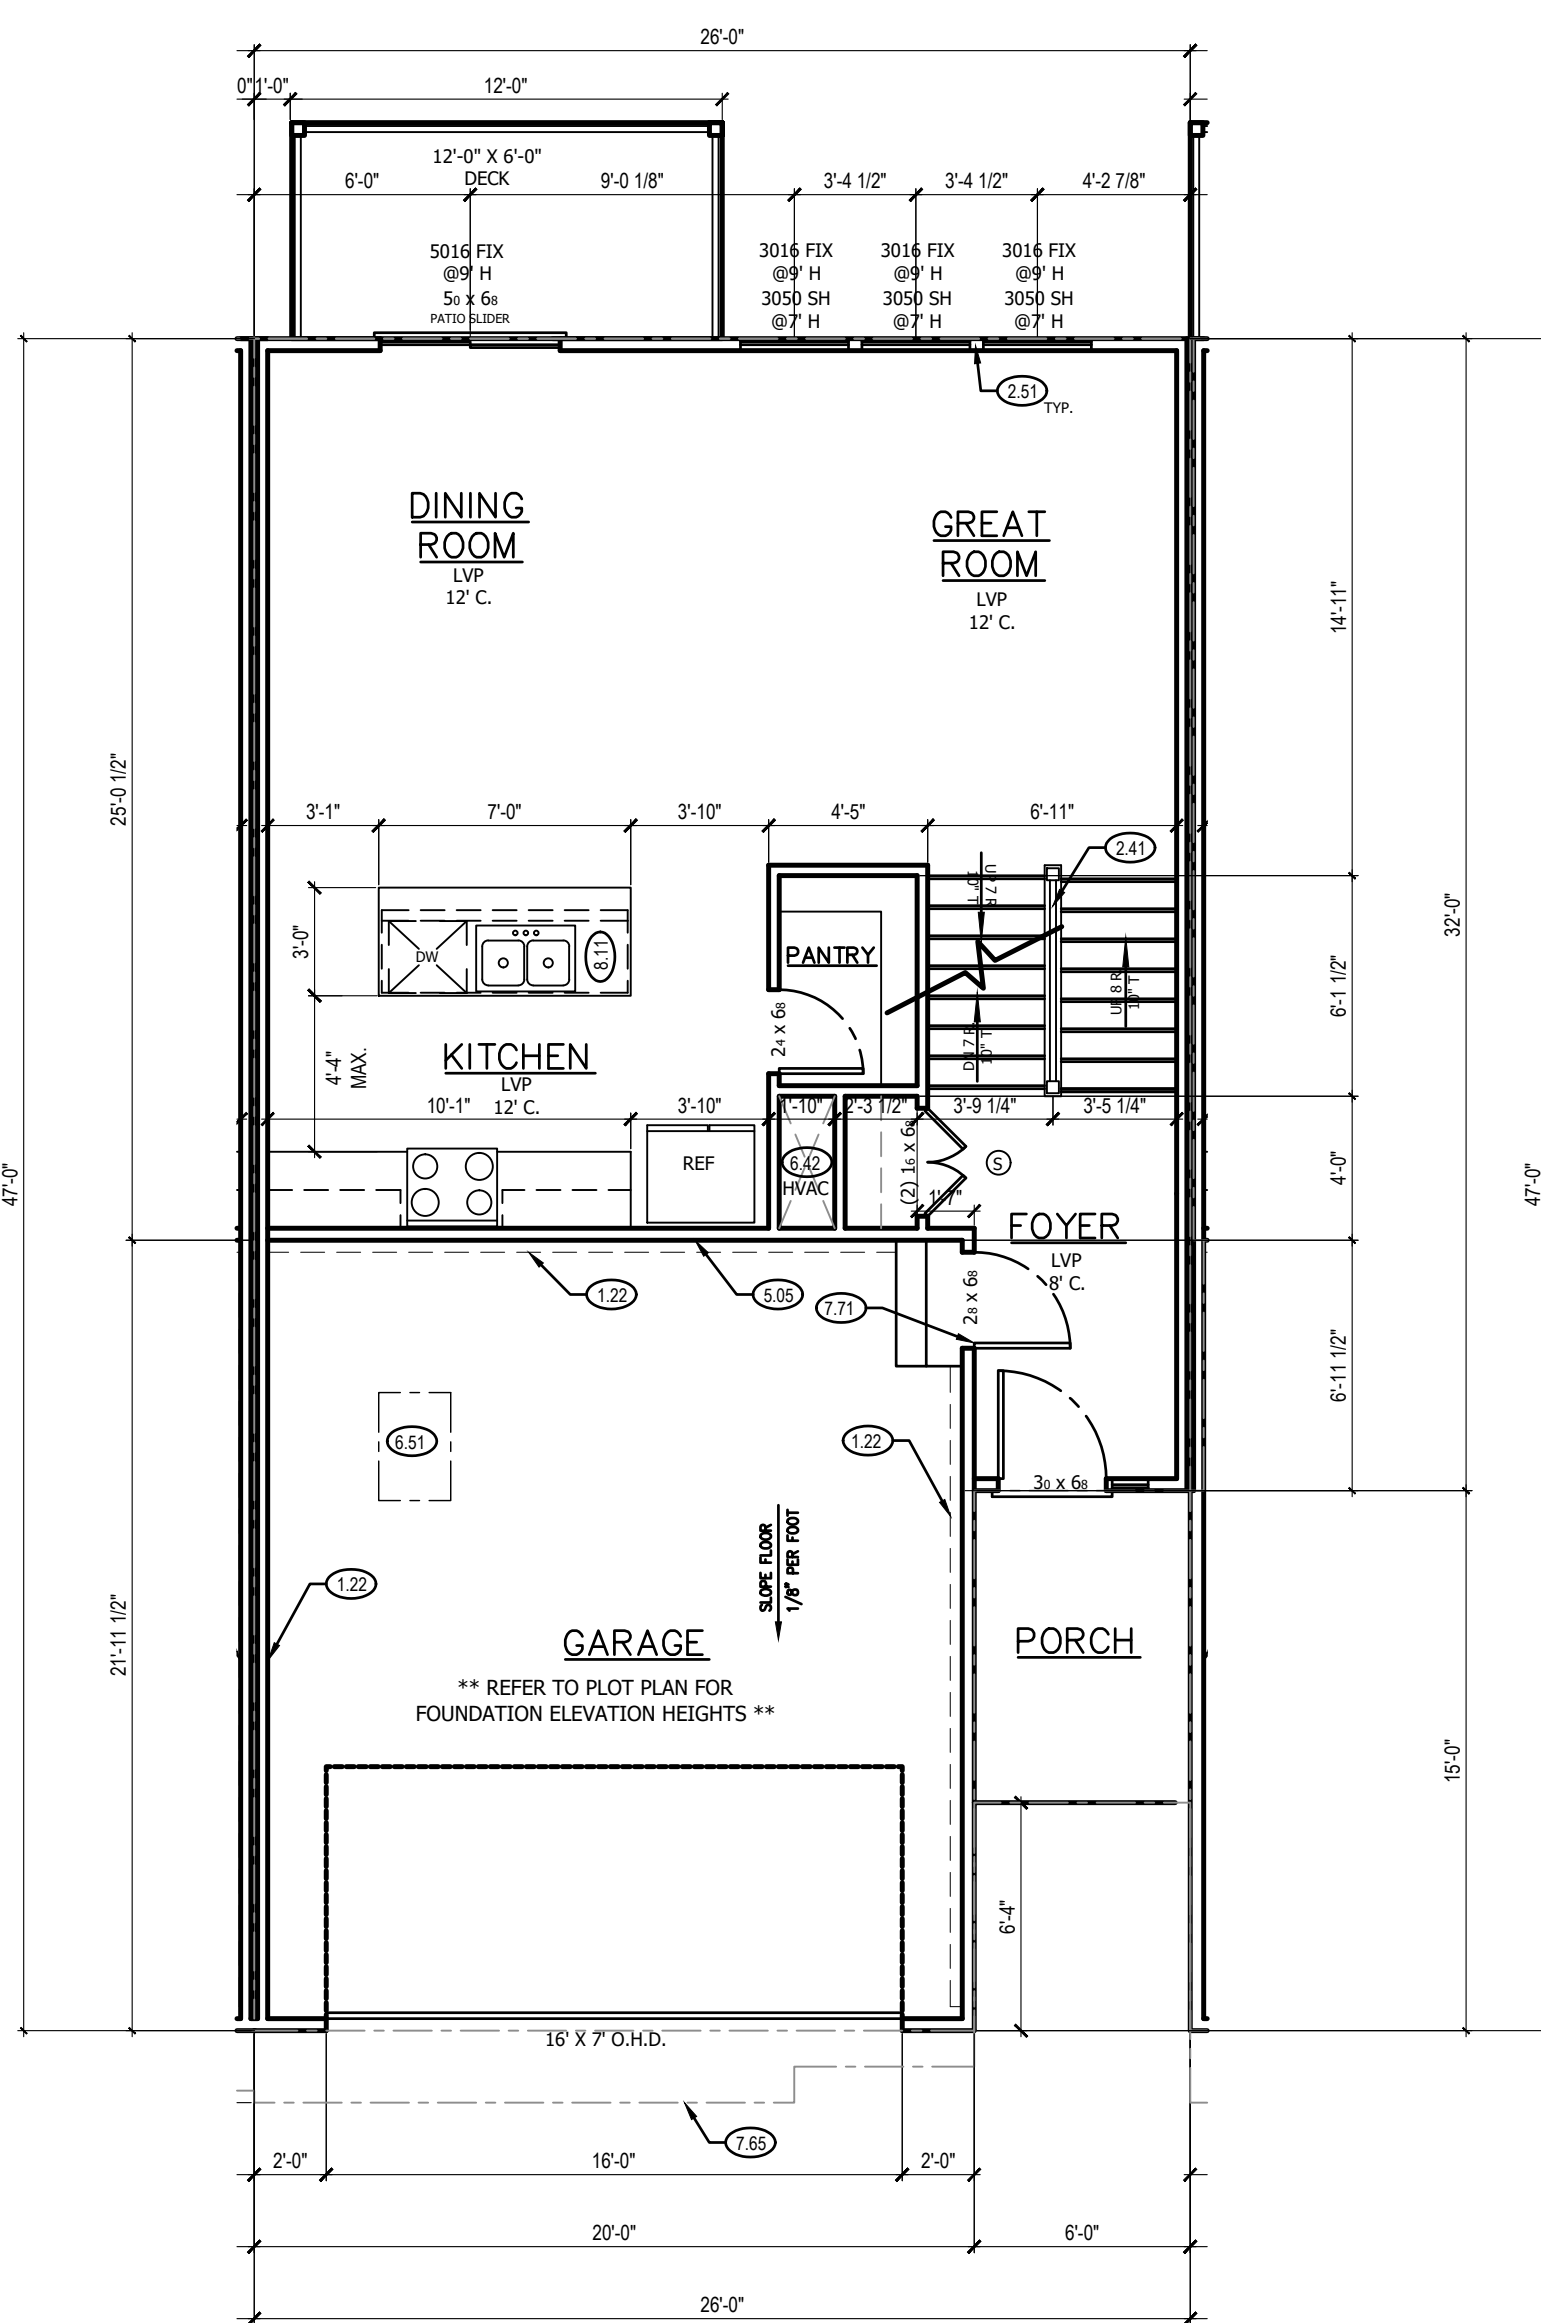 26'-0"
0" 1'-0"
12'-0"
12'-0" X 6'-0"
DECK
6'-0"
9'-0 1/8"
3'-4 1/2"
3'-4 1/2"
4'-2 7/8"
5016 FIX
@9' H
50 x 68
PATIO SLIDER
3016 FIX
@9' H
3050 SH
@7' H
3016 FIX
@9' H
3050 SH
@7' H
3016 FIX
@9' H
3050 SH
@7' H
2.51
TYP.
DINING
ROOM
LVP
12' C.
GREAT
ROOM
LVP
12' C.
14'-11"
25'-0 1/2"
32'-0"
3'-1"
7'-0"
3'-10"
4'-5"
6'-11"
2.41
UP 7 R
10" T
3'-0"
DW
8.11
PANTRY
24 x 68
UP 8 R
10" T
DN 7 R
10" T
6'-1 1/2"
KITCHEN
LVP
12' C.
4'-4"
MAX.
10'-1"
3'-10"
1'-10"
2'-3 1/2"
3'-9 1/4"
3'-5 1/4"
REF
6.42
HVAC
(2) 16 x 68
S
1'-7"
4'-0"
47'-0"
47'-0"
FOYER
LVP
8' C.
1.22
5.05
7.71
28 x 68
6'-11 1/2"
6.51
1.22
30 x 68
SLOPE FLOOR
1/8" PER FOOT
1.22
21'-11 1/2"
GARAGE
** REFER TO PLOT PLAN FOR
FOUNDATION ELEVATION HEIGHTS **
PORCH
15'-0"
6'-4"
16' X 7' O.H.D.
7.65
2'-0"
16'-0"
2'-0"
20'-0"
6'-0"
26'-0"